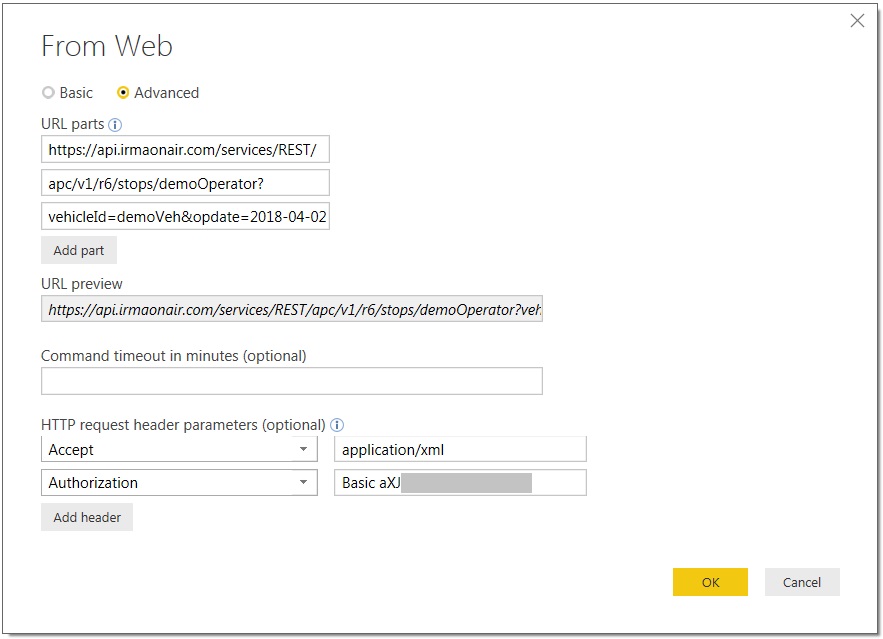 From Web
Basic Advanced
URL parts
https://api.irmaonair.com/services/REST/
apc/v1/r6/stops/demoOperator?
vehicleId=demoVeh&opdate=2018-04-02
Add part
URL preview
https://api.irmaonair.com/services/REST/apc/v1/r6/stops/demoOperator?veh
Command timeout in minutes (optional)
HTTP request header parameters (optional)
Accept application/xml
Authorization Basic aXJ
Add header
OK Cancel